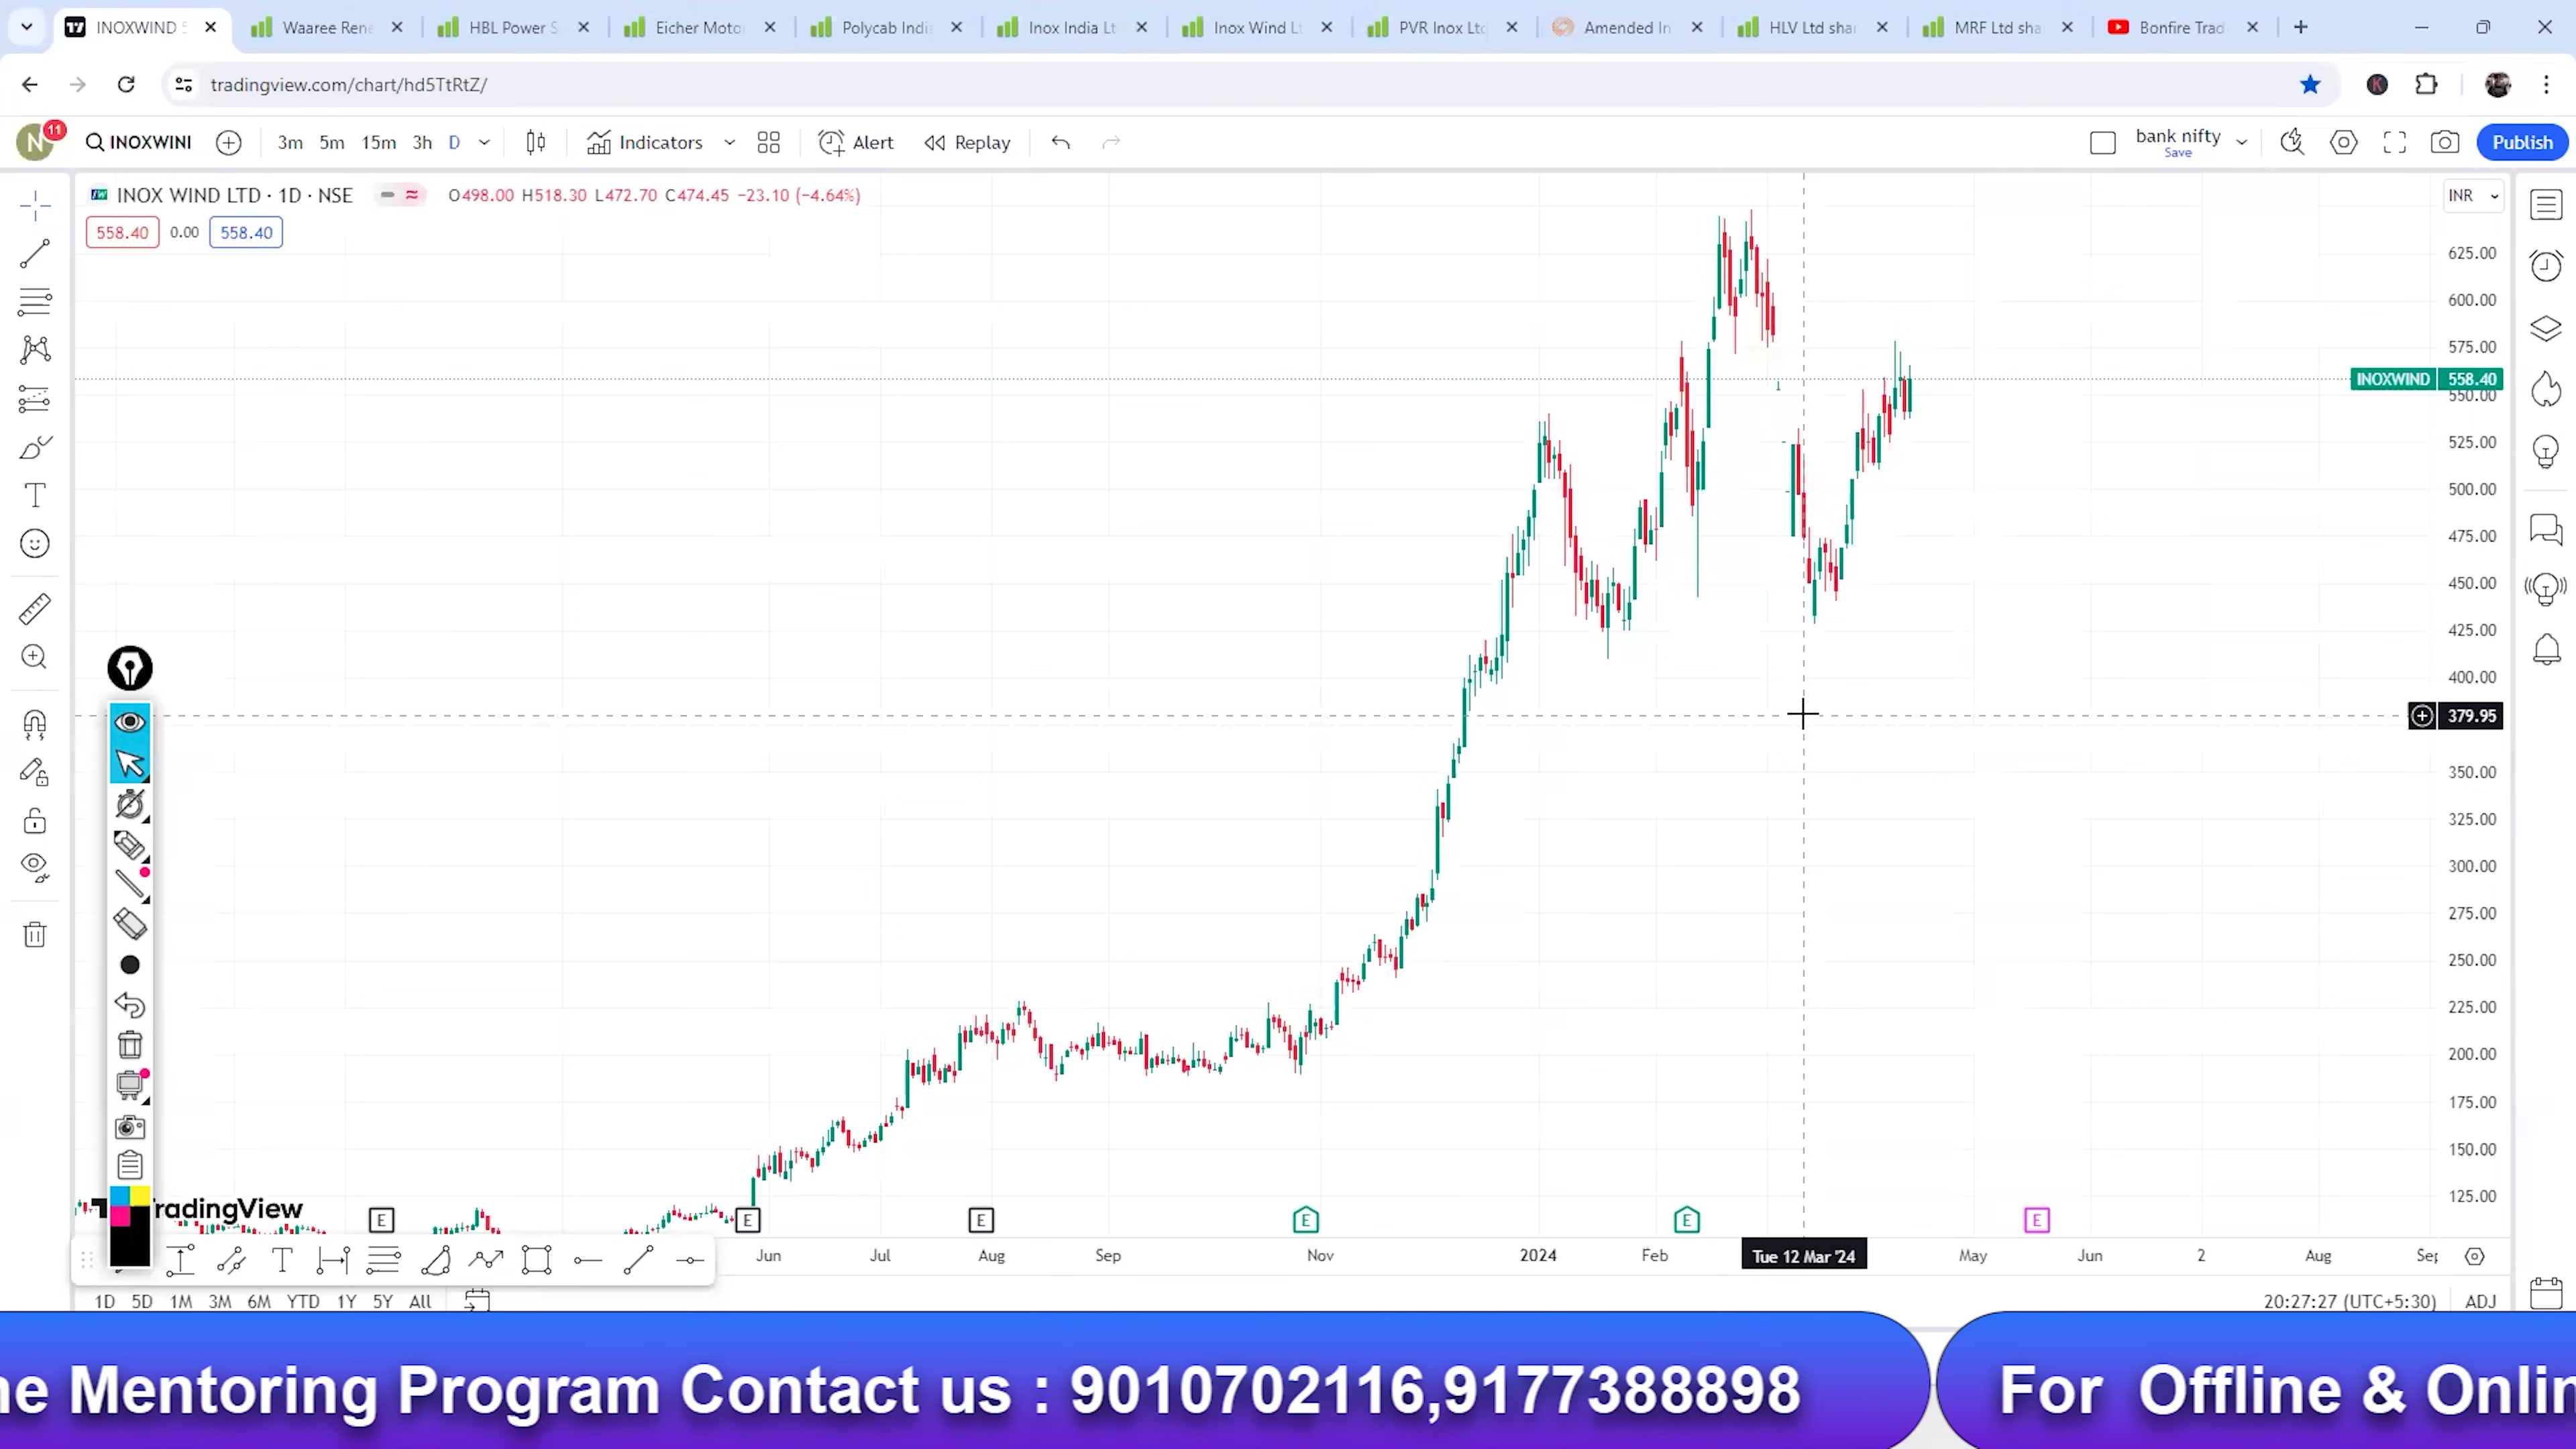 INOXWIND 5
Waaree Rene
HBL Power S
Eicher Moto
Polycab Indi
Inox India Lt
Inox Wind Lt
PVR Inox Ltd
Amended In
HLV Ltd shar
MRF Ltd sha
Bonfire Trad
tradingview.com/chart/hd5TtRtZ/
N 11 INOXWINI 3m 5m 15m 3h D Indicators Alert Replay bank nifty Save Publish
INOX WIND LTD · 1D · NSE O498.00 H518.30 L472.70 C474.45 −23.10 (−4.64%) INR
558.40 0.00 558.40
625.00
600.00
575.00
INOXWIND 558.40
550.00
525.00
500.00
475.00
450.00
425.00
400.00
379.95
350.00
325.00
300.00
275.00
250.00
225.00
200.00
175.00
150.00
125.00
TradingView
E E E E E E
Jun Jul Aug Sep Nov 2024 Feb Tue 12 Mar '24 May Jun 2 Aug Sep
1D 5D 1M 3M 6M YTD 1Y 5Y All 20:27:27 (UTC+5:30) ADJ
ne Mentoring Program Contact us : 9010702116,9177388898 For Offline & Onlin